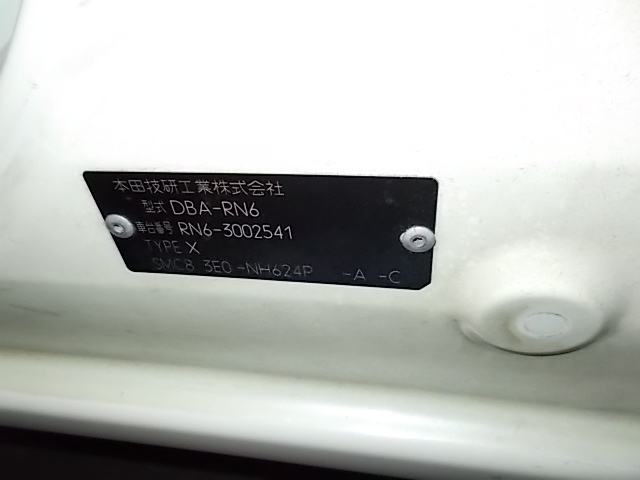 本田技研工業株式会社
型式 DBA-RN6
車台番号 RN6-3002541
TYPE X
SMC8 3E0 -NH624P -A -C